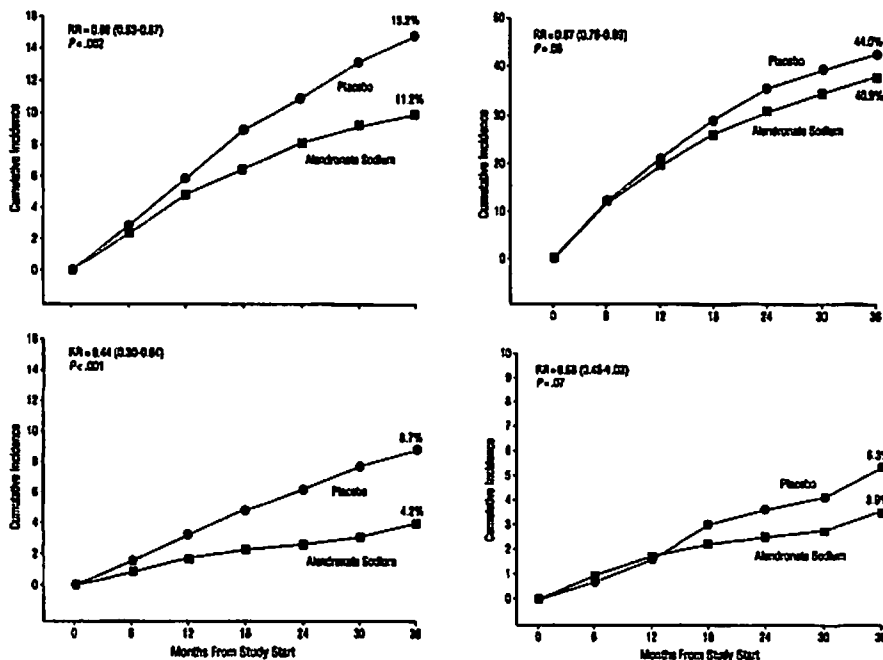 Cumulative Incidence
16
14
12
10
8
6
4
2
0
P < .002
Placebo
11.2%
Alendronate Sodium
Cumulative Incidence
50
40
30
20
10
0
0 6 12 18 24 30 36
Placebo
44.0%
Alendronate Sodium
Cumulative Incidence
16
14
12
10
8
6
4
2
0
P < .001
Placebo
8.7%
4.2%
Alendronate Sodium
0 6 12 18 24 30 36
Months From Study Start
Cumulative Incidence
10
9
8
7
6
5
4
3
2
1
0
P = .07
Placebo
Alendronate Sodium
0 6 12 18 24 30 36
Months From Study Start